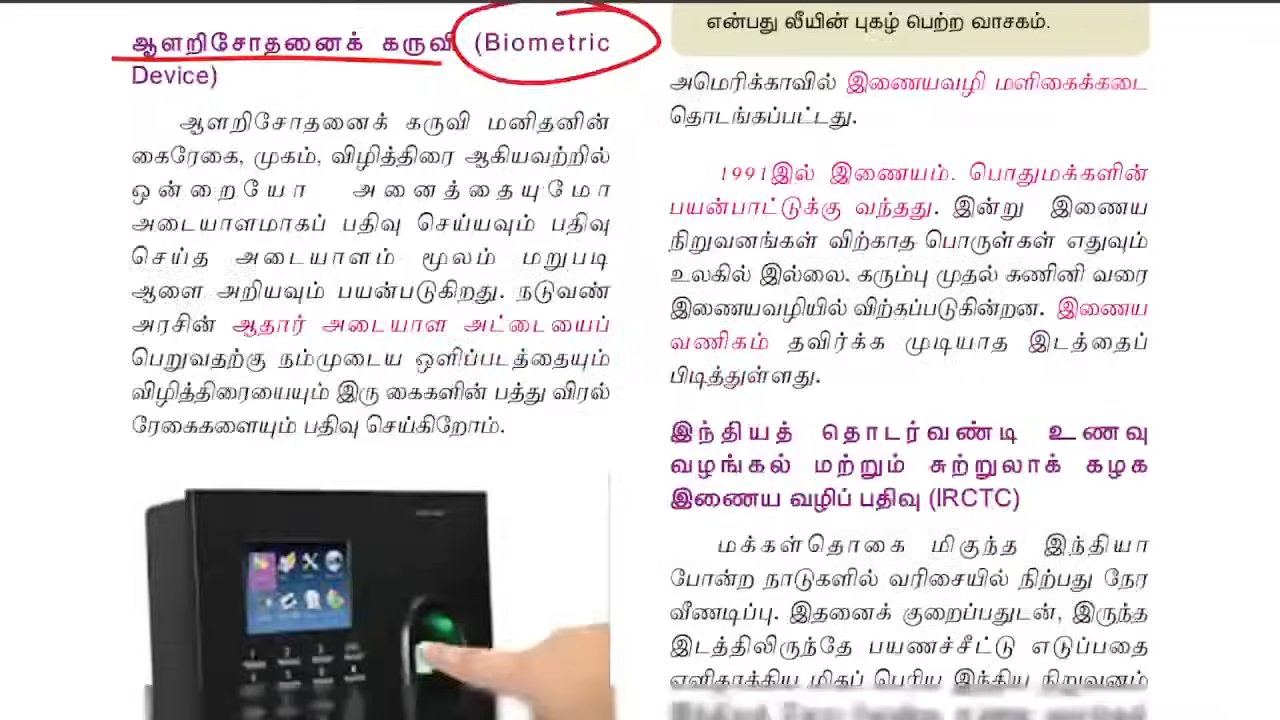 ஆளறிசோதனைக் கருவி (Biometric
Device)
ஆளறிசோதனைக் கருவி மனிதனின்
கைரேகை, முகம், விழித்திரை ஆகியவற்றில்
ஒன்றையோ அனைத்தையுமோ
அடையாளமாகப் பதிவு செய்யவும் பதிவு
செய்த அடையாளம் மூலம் மறுபடி
ஆளை அறியவும் பயன்படுகிறது. நடுவண்
அரசின் ஆதார் அடையாள அட்டையைப்
பெறுவதற்கு நம்முடைய ஒளிப்படத்தையும்
விழித்திரையையும் இரு கைகளின் பத்து விரல்
ரேகைகளையும் பதிவு செய்கிறோம்.
என்பது லீயின் புகழ் பெற்ற வாசகம்.
அமெரிக்காவில் இணையவழி மளிகைக்கடை
தொடங்கப்பட்டது.
1991இல் இணையம். பொதுமக்களின்
பயன்பாட்டுக்கு வந்தது. இன்று இணைய
நிறுவனங்கள் விற்காத பொருள்கள் எதுவும்
உலகில் இல்லை. கரும்பு முதல் கணினி வரை
இணையவழியில் விற்கப்படுகின்றன. இணைய
வணிகம் தவிர்க்க முடியாத இடத்தைப்
பிடித்துள்ளது.
இந்தியத் தொடர்வண்டி உணவு
வழங்கல் மற்றும் சுற்றுலாக் கழக
இணைய வழிப் பதிவு (IRCTC)
மக்கள்தொகை மிகுந்த இந்தியா
போன்ற நாடுகளில் வரிசையில் நிற்பது நேர
வீணடிப்பு. இதனைக் குறைப்பதுடன், இருந்த
இடத்திலிருந்தே பயணச்சீட்டு எடுப்பதை
எளிதாக்கிய மிகப் பெரிய இந்திய நிறுவனம்